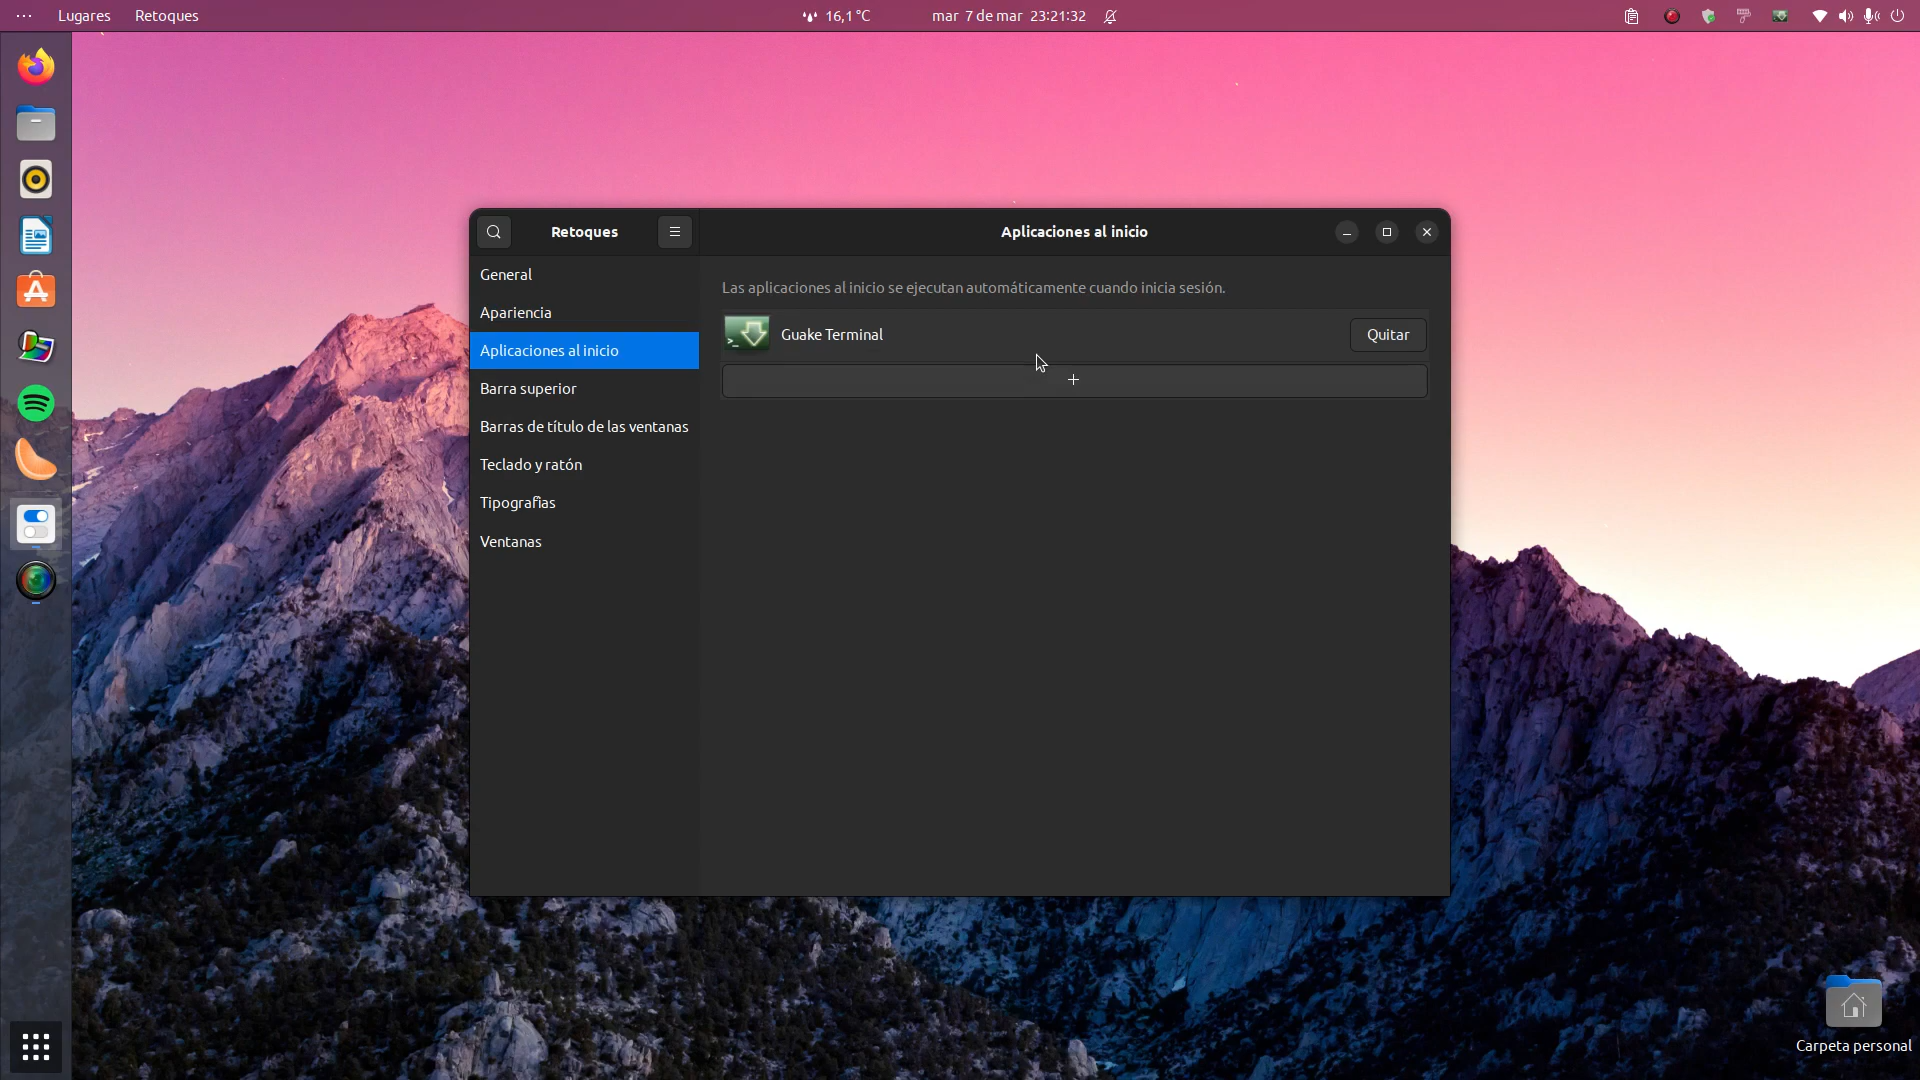 Lugares
Retoques
16,1 °C
mar 7 de mar 23:21:32
Retoques
Aplicaciones al inicio
General
Apariencia
Aplicaciones al inicio
Barra superior
Barras de título de las ventanas
Teclado y ratón
Tipografías
Ventanas
Las aplicaciones al inicio se ejecutan automáticamente cuando inicia sesión.
Guake Terminal
Quitar
Carpeta personal